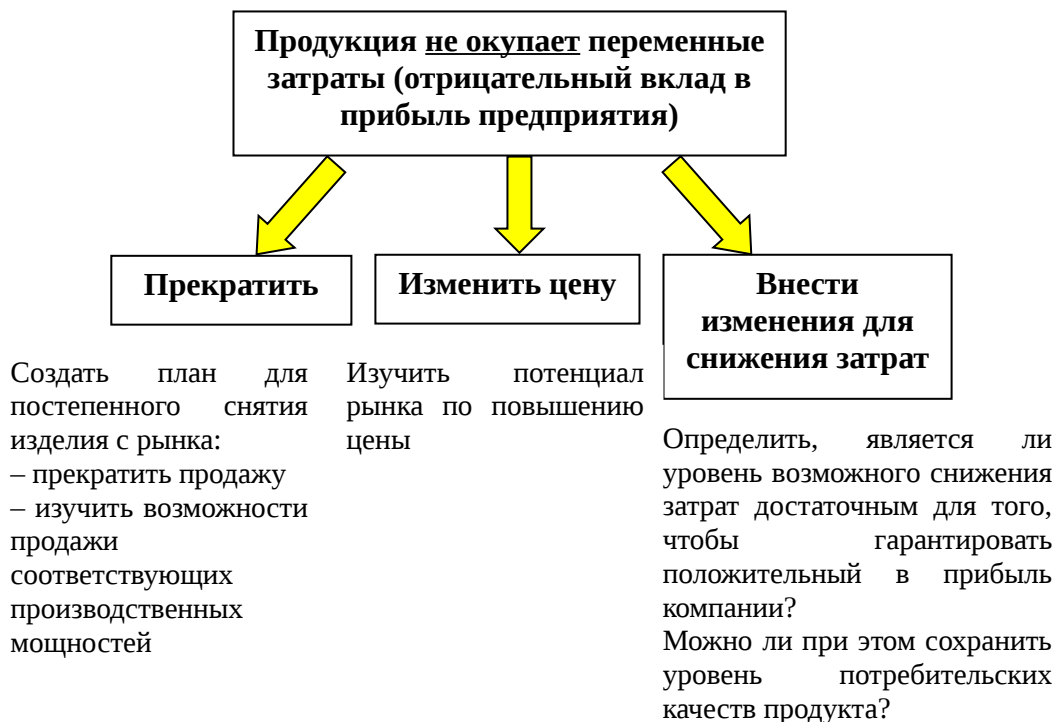 Продукция не окупает переменные
затраты (отрицательный вклад в
прибыль предприятия)
Прекратить
Изменить цену
Внести
изменения для
снижения затрат
Создать план для
постепенного снятия
изделия с рынка:
– прекратить продажу
– изучить возможности
продажи
соответствующих
производственных
мощностей
Изучить потенциал
рынка по повышению
цены
Определить, является ли
уровень возможного снижения
затрат достаточным для того,
чтобы гарантировать
положительный в прибыль
компании?
Можно ли при этом сохранить
уровень потребительских
качеств продукта?